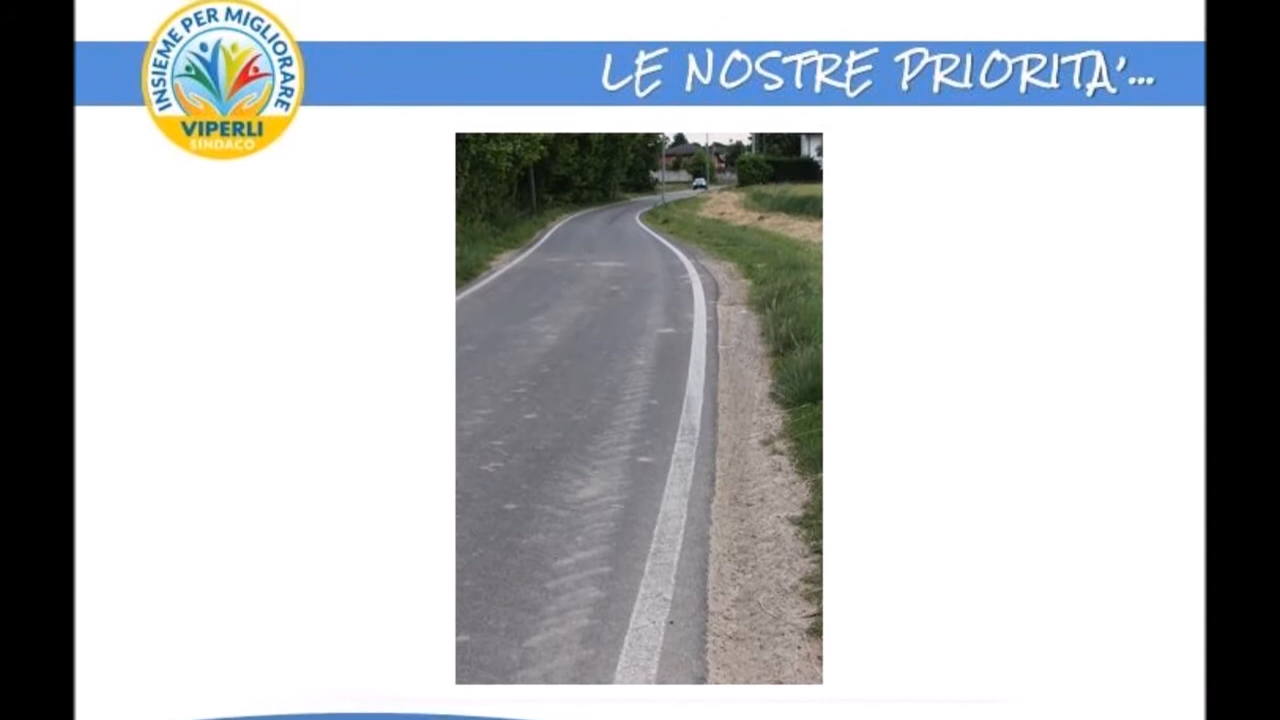 INSIEME PER MIGLIORARE
VIPERLI
SINDACO
LE NOSTRE PRIORITA'...